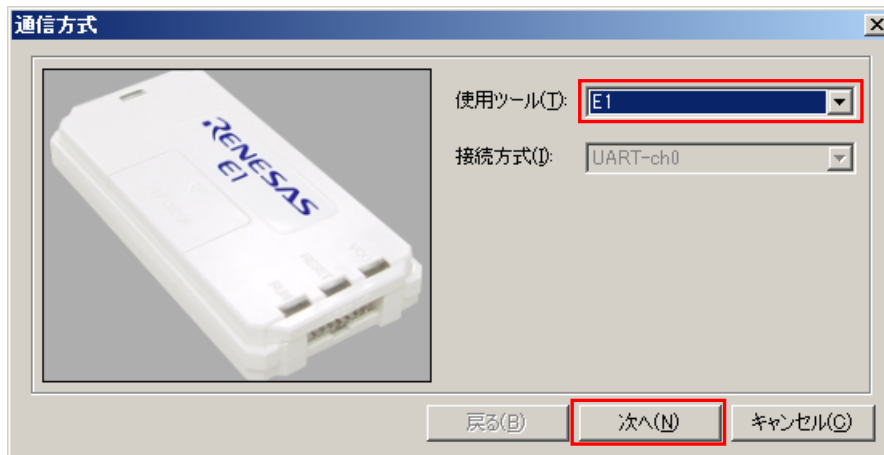 通信方式
使用ツール(T): E1
接続方式(I): UART-ch0
RENESAS
E1
戻る(B) 次へ(N) キャンセル(C)